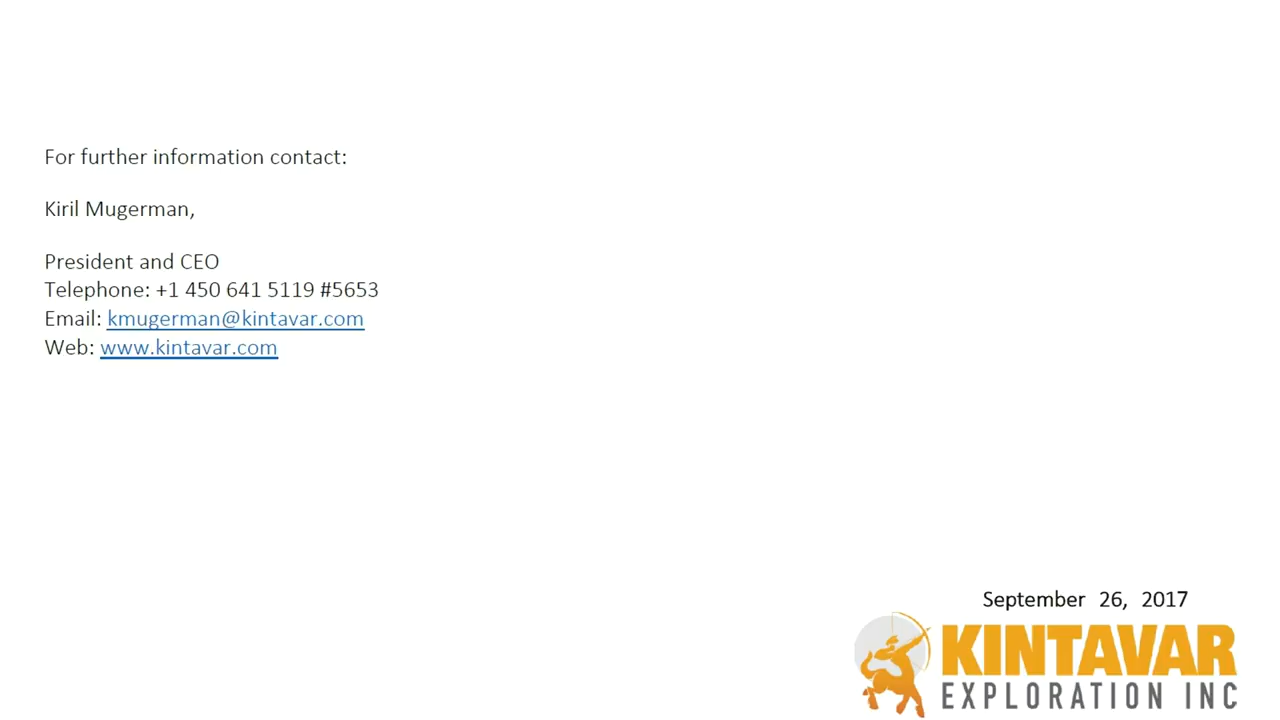 For further information contact:
Kiril Mugerman,
President and CEO
Telephone: +1 450 641 5119 #5653
Email: kmugerman@kintavar.com
Web: www.kintavar.com
September 26, 2017
KINTAVAR
EXPLORATION INC